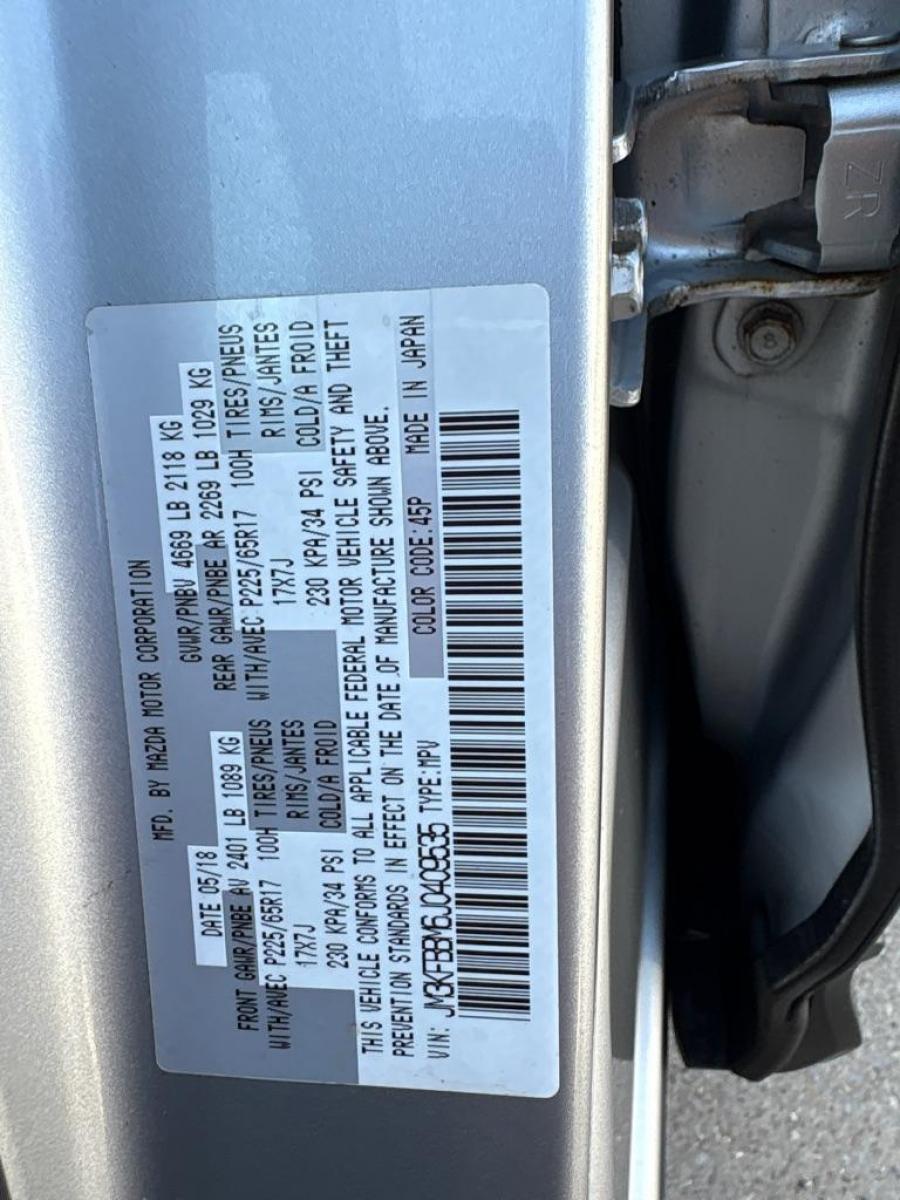 MFD. BY MAZDA MOTOR CORPORATION
DATE 05/18 GVWR/PNBV 4669 LB 2118 KG
FRONT GAWR/PNBE AV 2401 LB 1089 KG REAR GAWR/PNBE AR 2269 LB 1029 KG
WITH/AVEC P225/65R17 100H TIRES/PNEUS WITH/AVEC P225/65R17 100H TIRES/PNEUS
17X7J RIMS/JANTES 17X7J RIMS/JANTES
230 KPA/34 PSI COLD/A FROID 230 KPA/34 PSI COLD/A FROID
THIS VEHICLE CONFORMS TO ALL APPLICABLE FEDERAL MOTOR VEHICLE SAFETY AND THEFT
PREVENTION STANDARDS IN EFFECT ON THE DATE OF MANUFACTURE SHOWN ABOVE.
VIN: JM3KFBBM6J0409535 TYPE:MPV COLOR CODE:45P MADE IN JAPAN
ZR
8